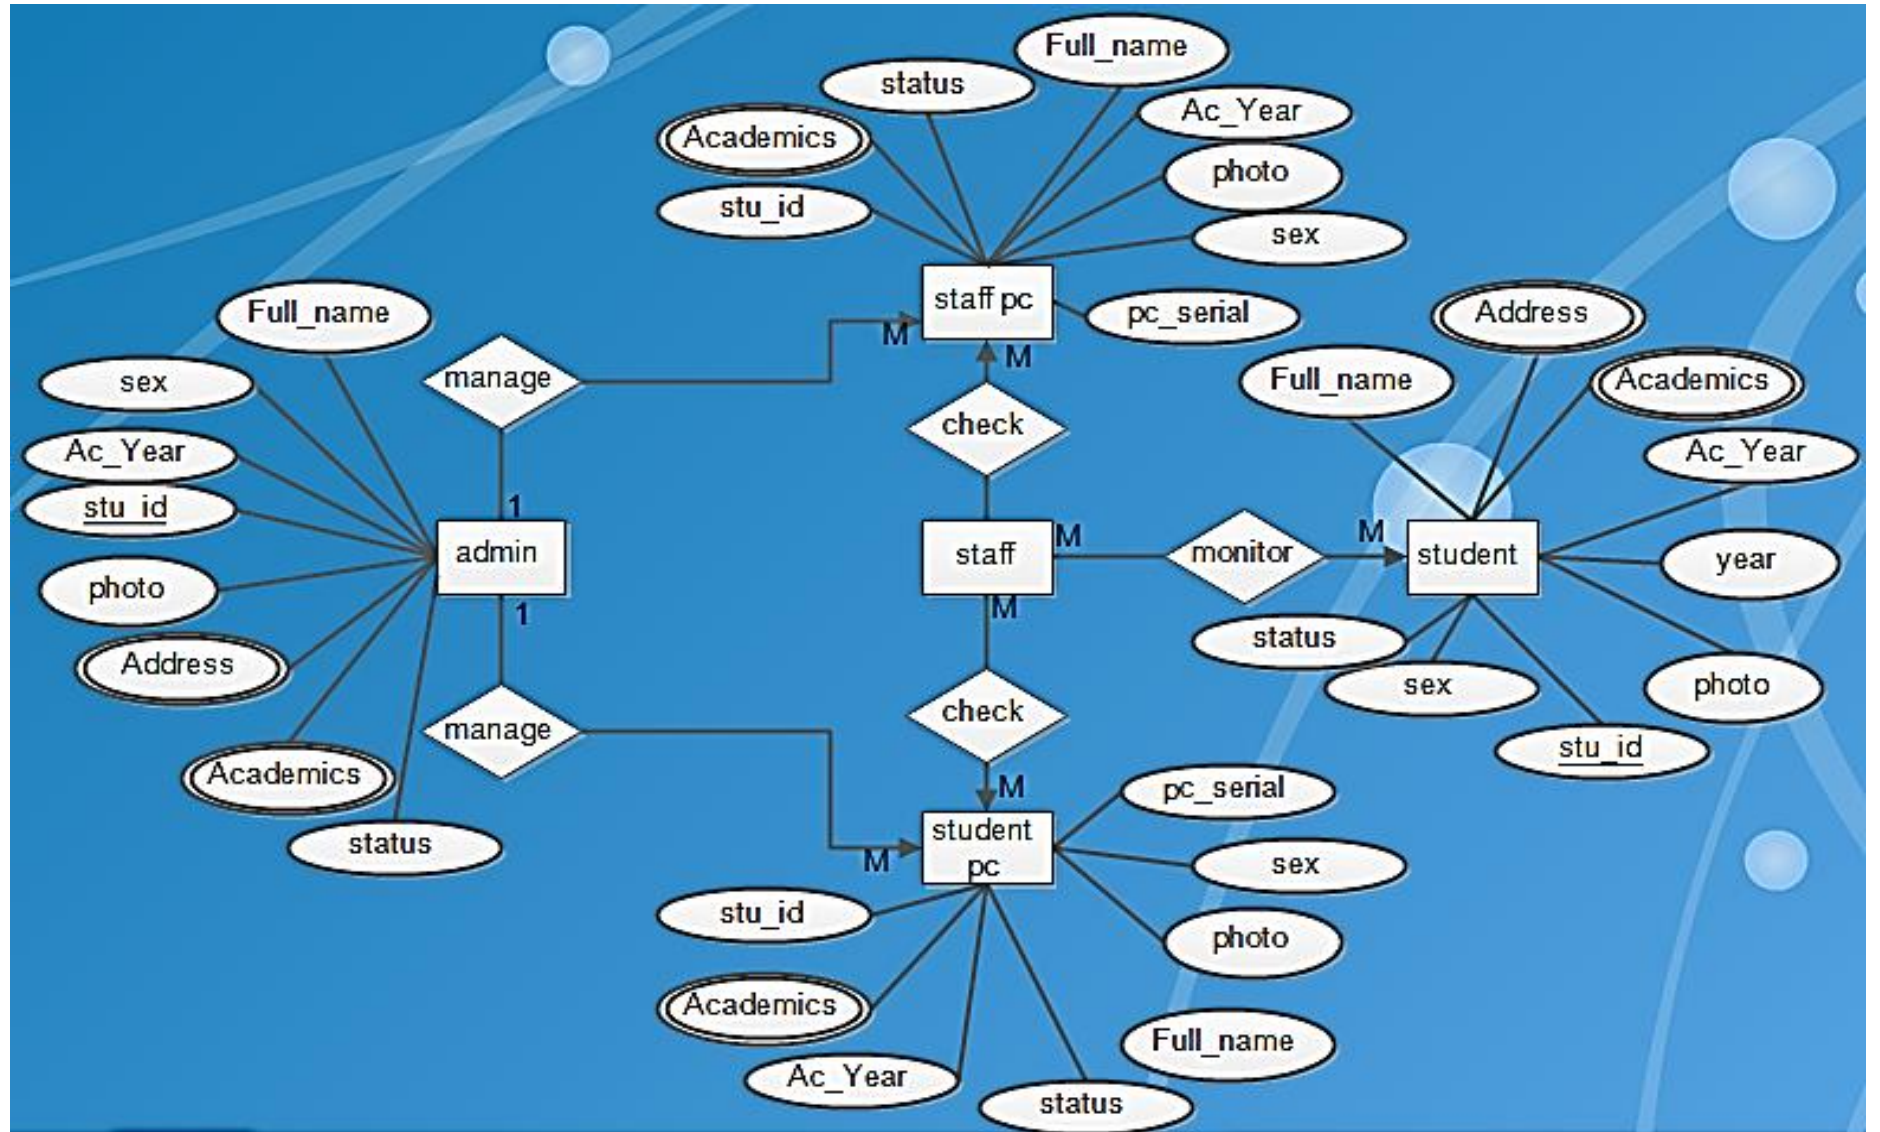 Full_name
status
Ac_Year
Academics
photo
stu_id
sex
staff pc
pc_serial
M
M
manage
check
Full_name
sex
Ac_Year
stu_id
photo
Address
Academics
status
admin
1
1
staff
M
M
monitor
M
student
Address
Full_name
Academics
Ac_Year
year
photo
status
sex
stu_id
manage
check
M
M
student
pc
pc_serial
sex
photo
Full_name
stu_id
Academics
Ac_Year
status